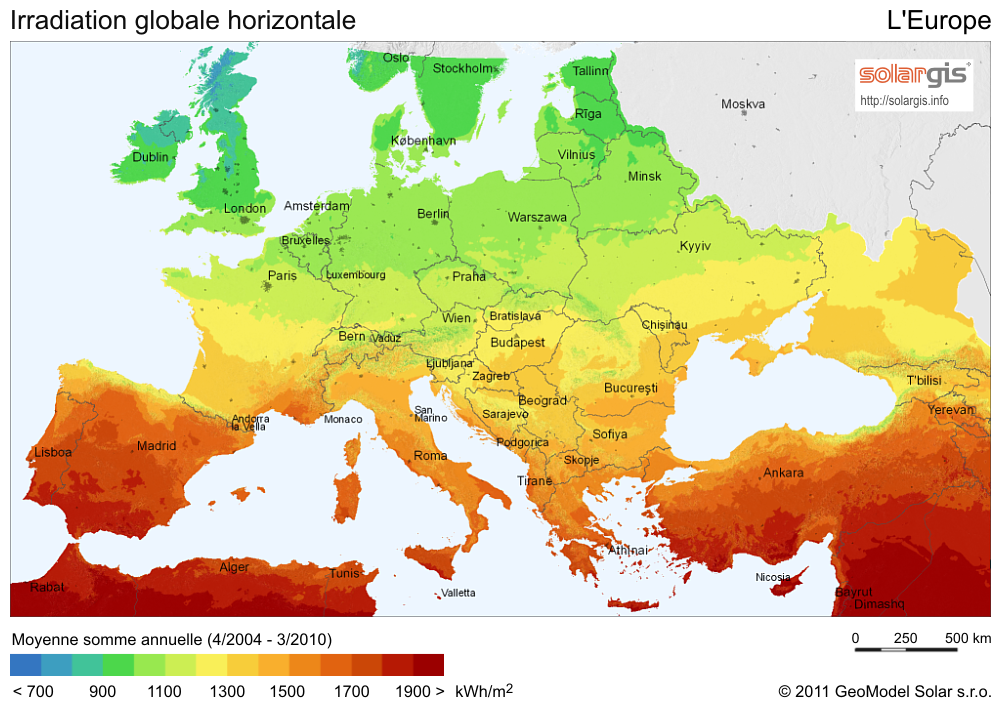 Irradiation globale horizontale
L'Europe
solargis
http://solargis.info
Oslo
Stockholm
Tallinn
Moskva
Rīga
København
Dublin
Vilnius
Minsk
London
Amsterdam
Berlin
Warszawa
Bruxelles
Kyyiv
Paris
Luxembourg
Praha
Wien
Bratislava
Chişinau
Bern
Vaduz
Budapest
Ljubljana
Zagreb
T'bilisi
Bucureşti
Beograd
Yerevan
Andorra
la Vella
Monaco
San
Marino
Sarajevo
Sofiya
Madrid
Lisboa
Podgorica
Roma
Skopje
Ankara
Tiranë
Athínai
Alger
Tunis
Nicosia
Rabat
Valletta
Bayrut
Dimashq
Moyenne somme annuelle (4/2004 - 3/2010)
0 250 500 km
< 700 900 1100 1300 1500 1700 1900 > kWh/m2
© 2011 GeoModel Solar s.r.o.